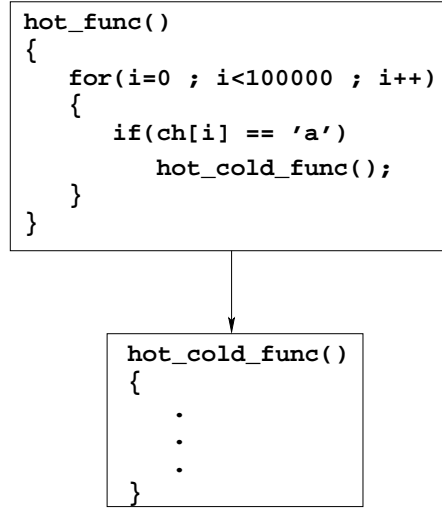 hot_func()
{
for(i=0 ; i<100000 ; i++)
{
if(ch[i] == ’a’)
hot_cold_func();
}
}
hot_cold_func()
{
.
.
.
}